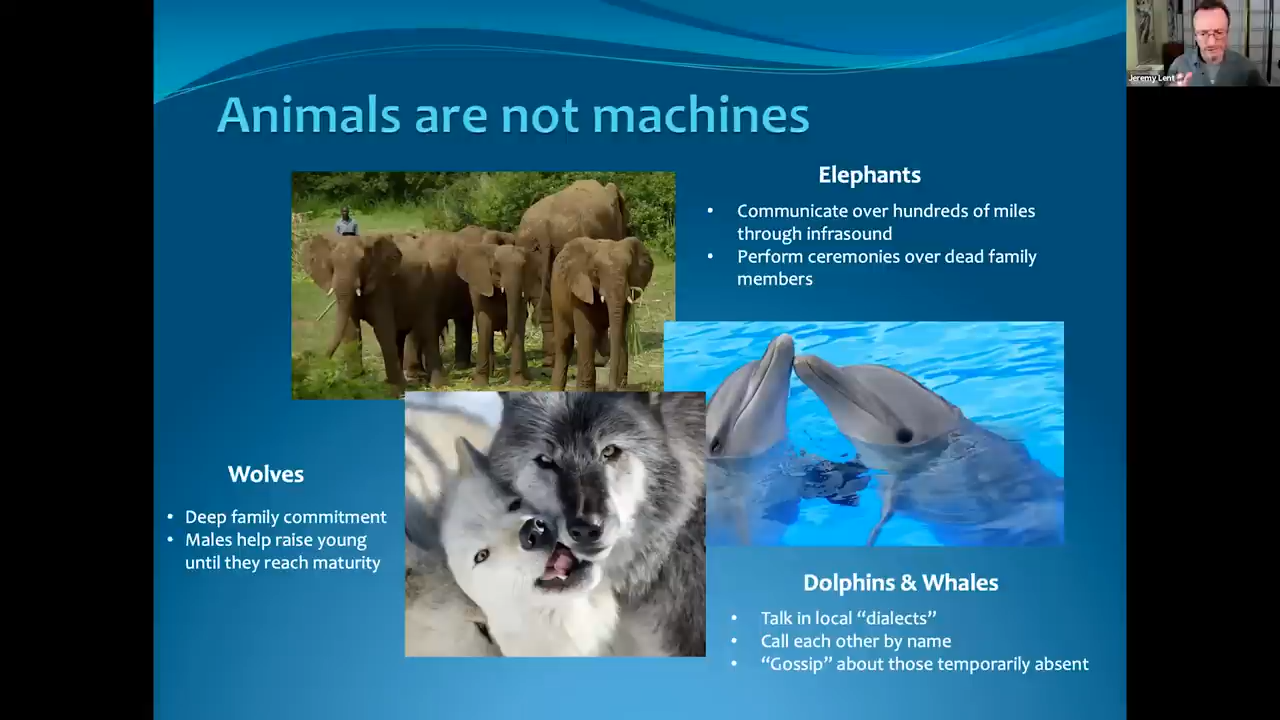 Animals are not machines
Jeremy Lent
Elephants
• Communicate over hundreds of miles
through infrasound
• Perform ceremonies over dead family
members
Wolves
• Deep family commitment
• Males help raise young
until they reach maturity
Dolphins & Whales
• Talk in local “dialects”
• Call each other by name
• “Gossip” about those temporarily absent